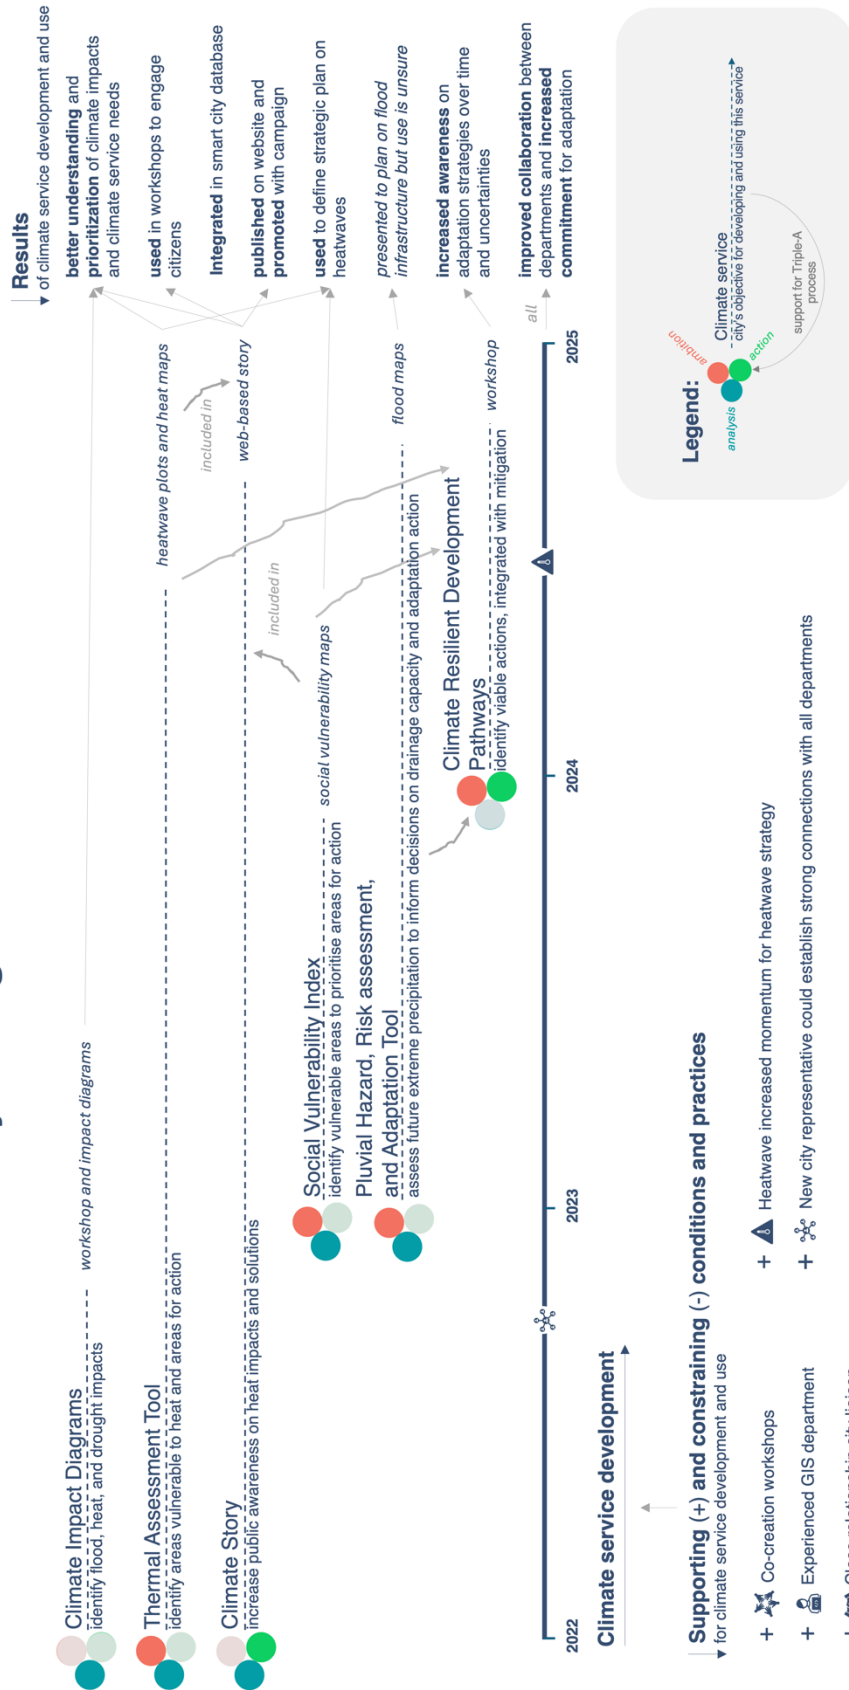 Results
of climate service development and use
better understanding and
prioritization of climate impacts
and climate service needs
used in workshops to engage
citizens
Integrated in smart city database
published on website and
promoted with campaign
used to define strategic plan on
heatwaves
presented to plan on flood
infrastructure but use is unsure
increased awareness on
adaptation strategies over time
and uncertainties
improved collaboration between
departments and increased
commitment for adaptation
all
Climate Impact Diagrams
identify flood, heat, and drought impacts
workshop and impact diagrams
Thermal Assessment Tool
identify areas vulnerable to heat and areas for action
heatwave plots and heat maps
included in
Climate Story
increase public awareness on heat impacts and solutions
web-based story
included in
Social Vulnerability Index
identify vulnerable areas to prioritise areas for action
social vulnerability maps
Pluvial Hazard, Risk assessment,
and Adaptation Tool
assess future extreme precipitation to inform decisions on drainage capacity and adaptation action
flood maps
Climate Resilient Development
Pathways
identify viable actions, integrated with mitigation
workshop
2022
2023
2024
2025
Climate service development
Supporting (+) and constraining (-) conditions and practices
for climate service development and use
+ Co-creation workshops
+ Experienced GIS department
+ Heatwave increased momentum for heatwave strategy
+ New city representative could establish strong connections with all departments
Legend:
ambition
analysis
action
Climate service
city's objective for developing and using this service
support for Triple-A
process